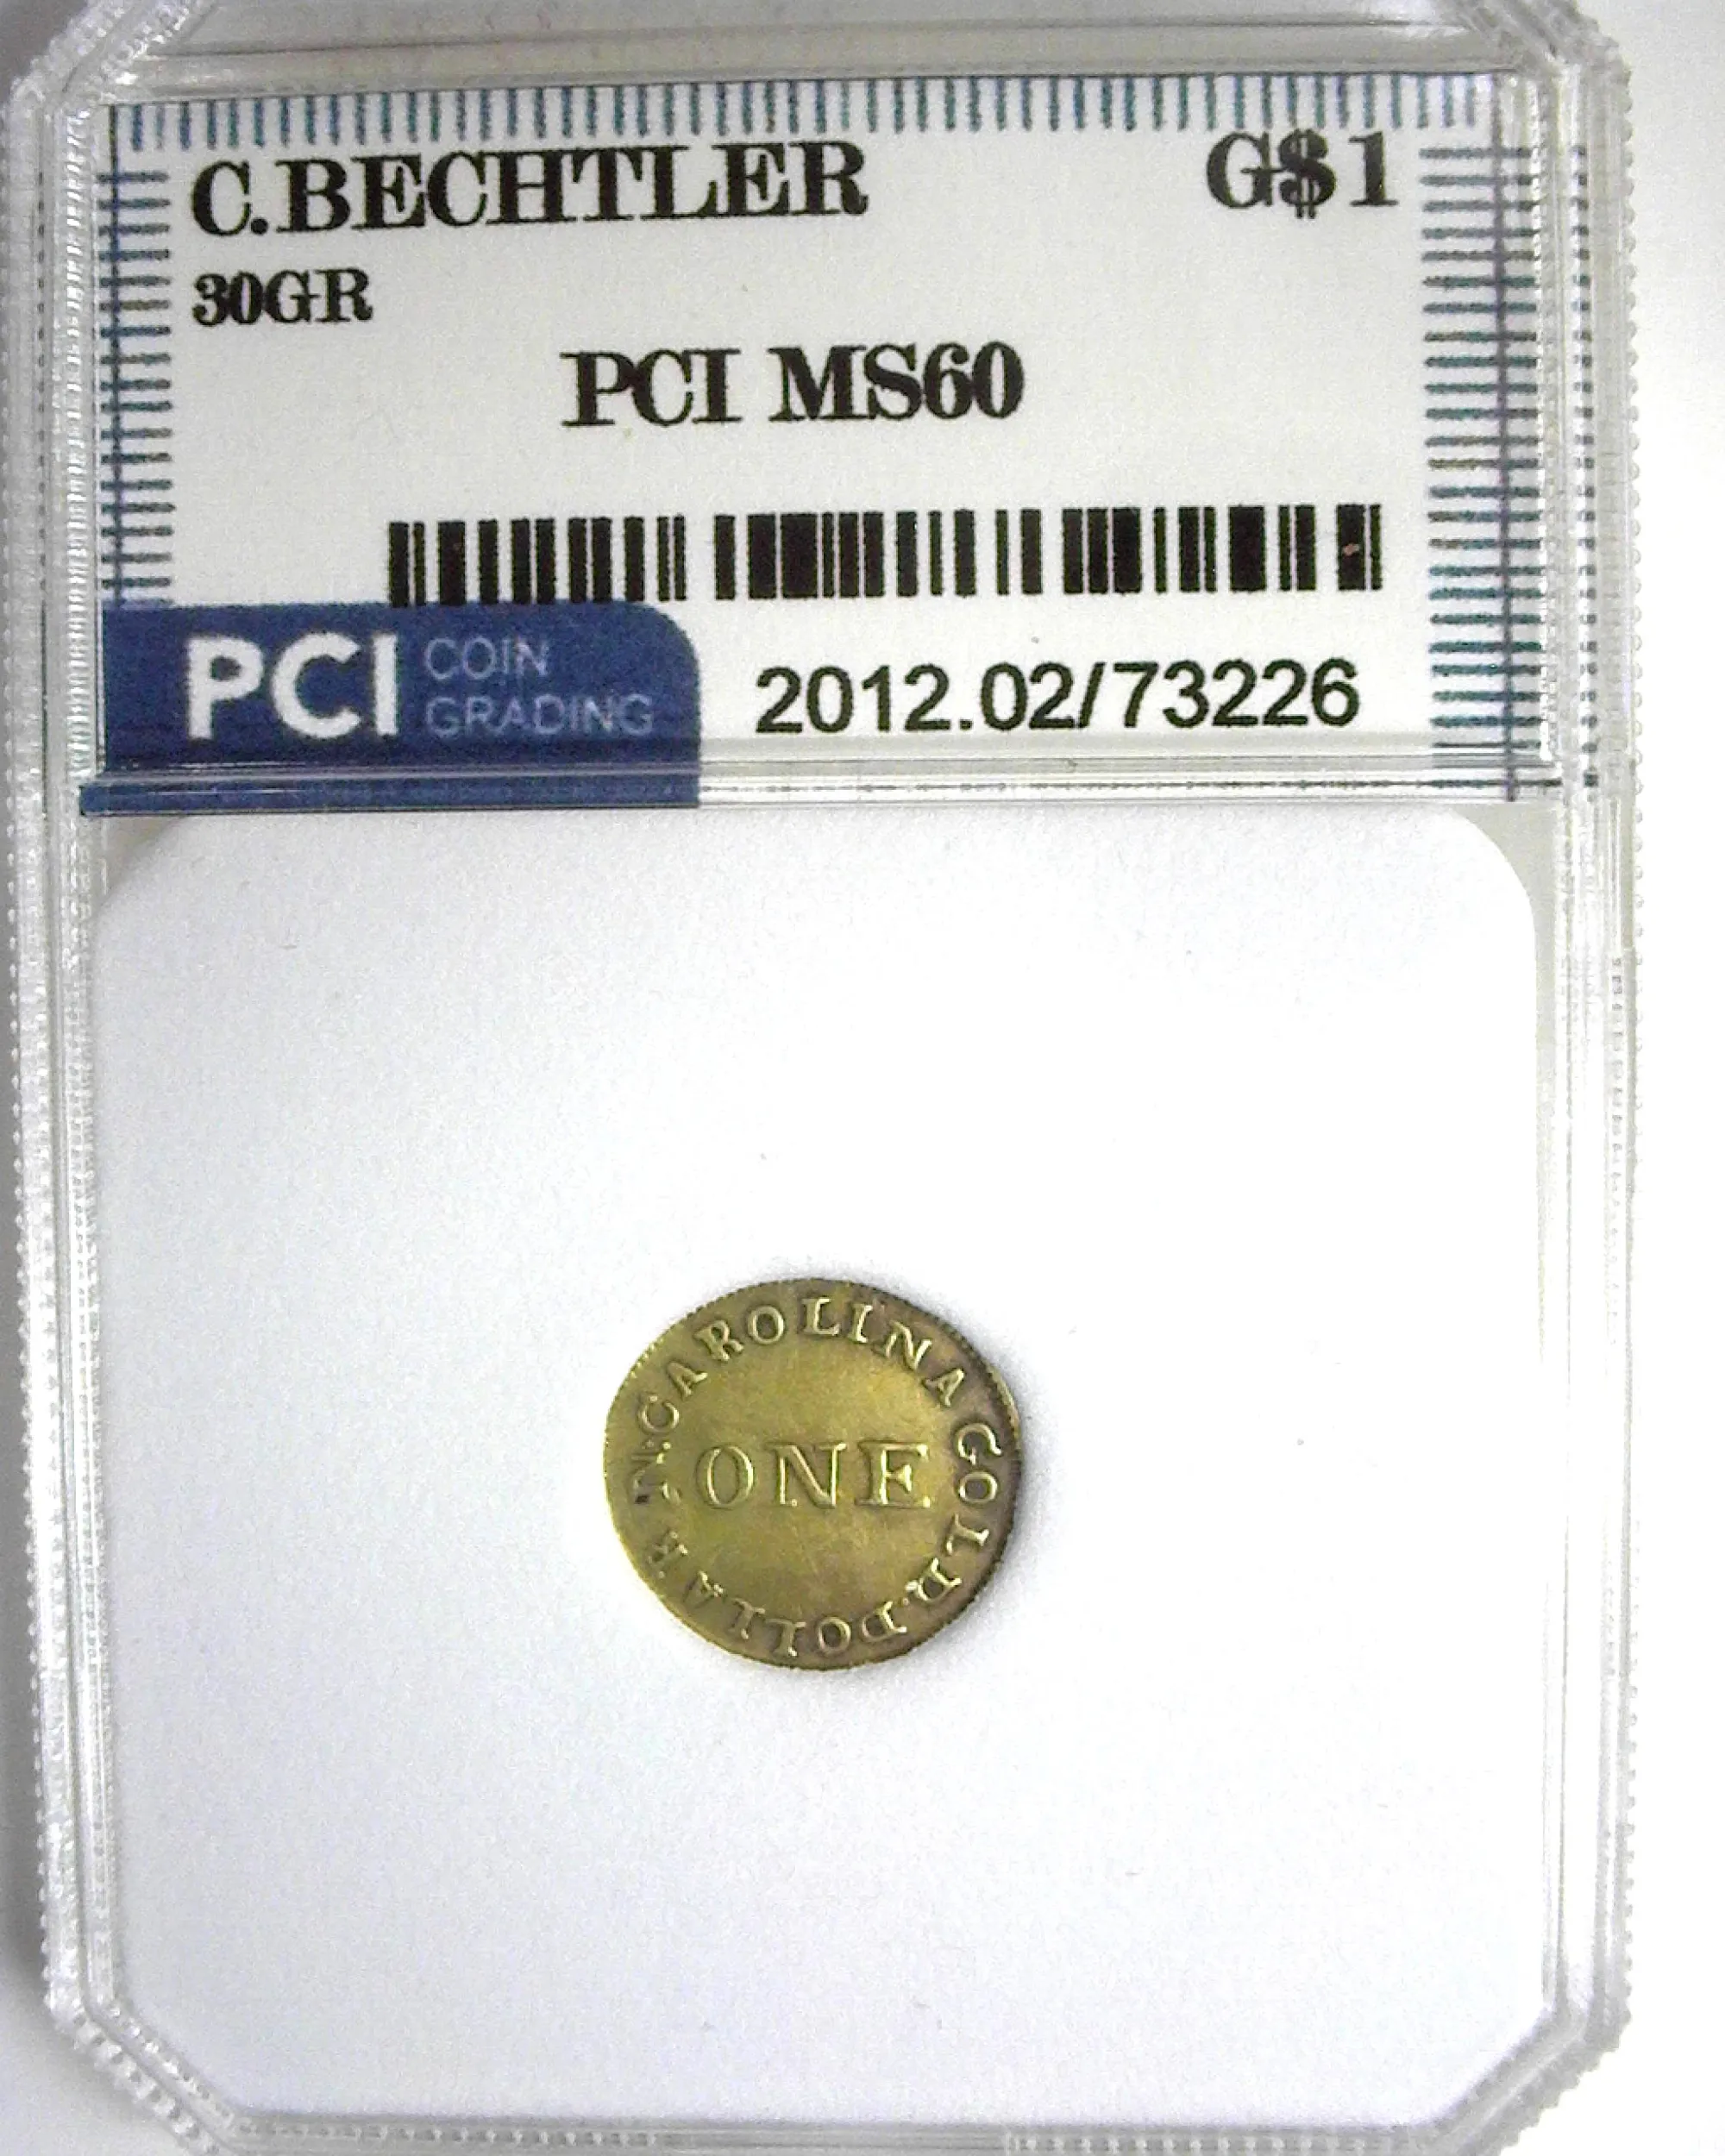 C.BECHTLER G$1
30GR
PCI MS60
PCI COIN GRADING
2012.02/73226
N:CAROLINA GOLD.DOLLAR
ONE